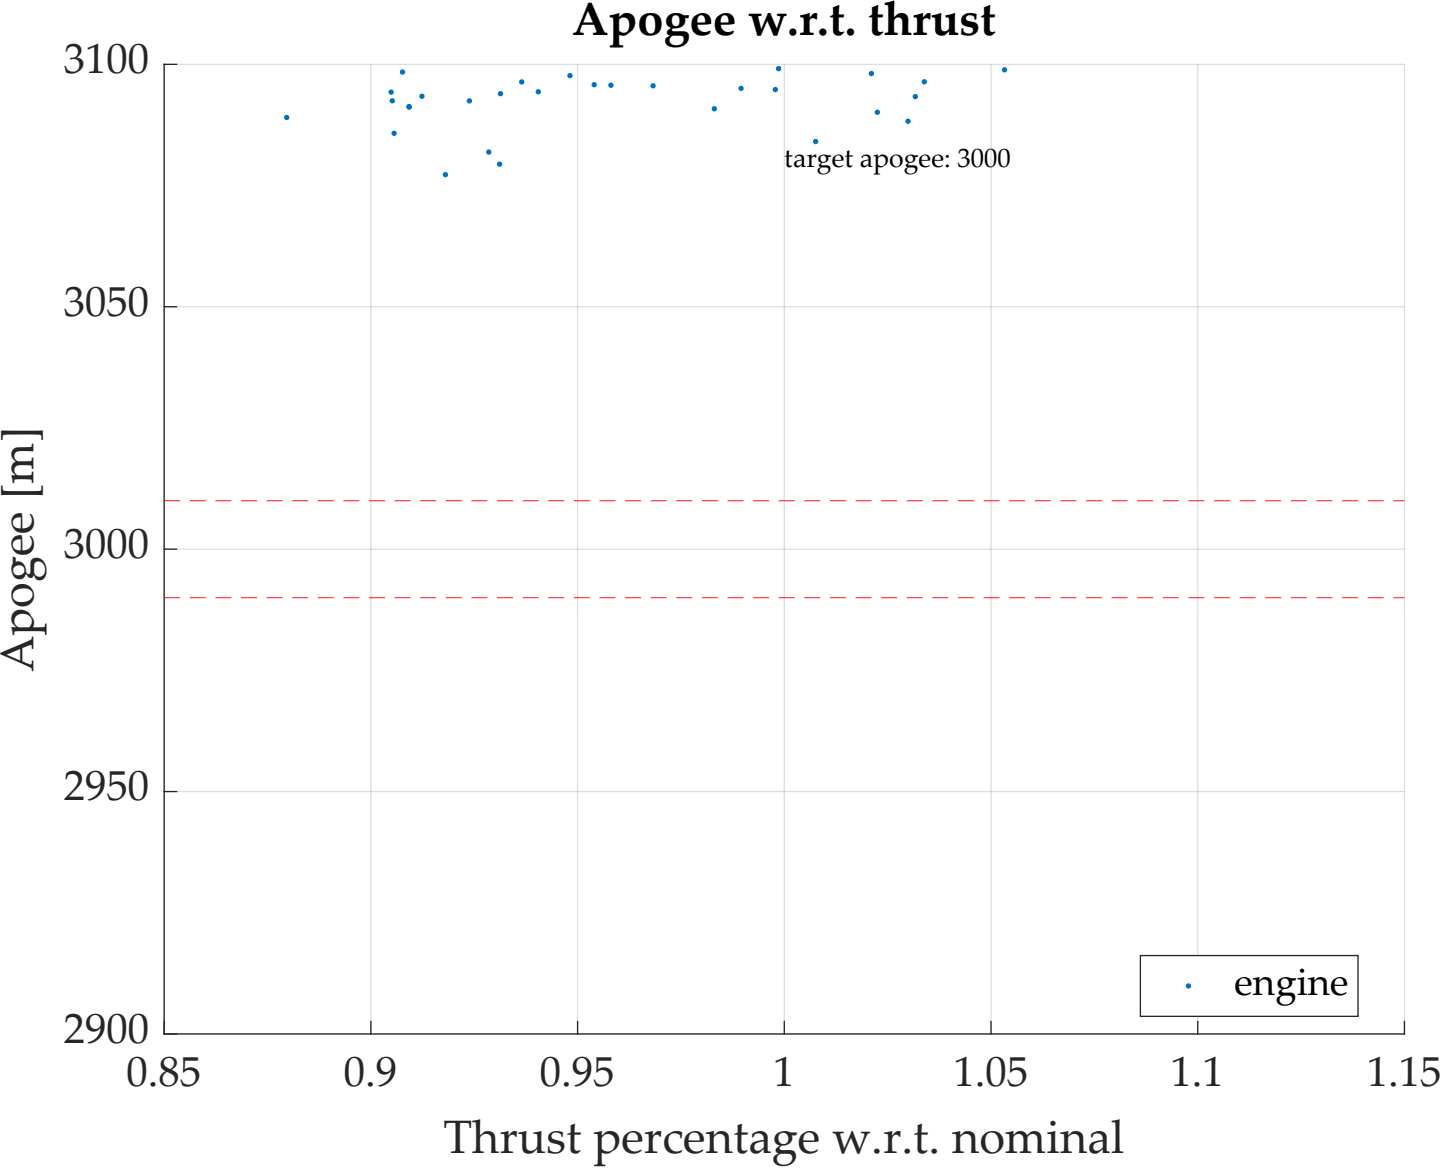 Apogee w.r.t. thrust
3100
3050
3000
2950
2900
Apogee [m]
target apogee: 3000
engine
0.85 0.9 0.95 1 1.05 1.1 1.15
Thrust percentage w.r.t. nominal